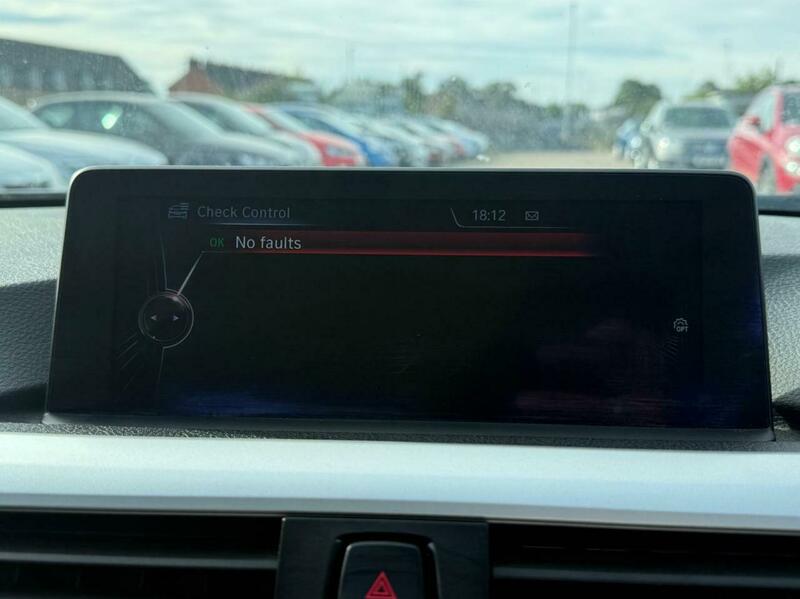 Check Control
18:12
OK No faults
OPT